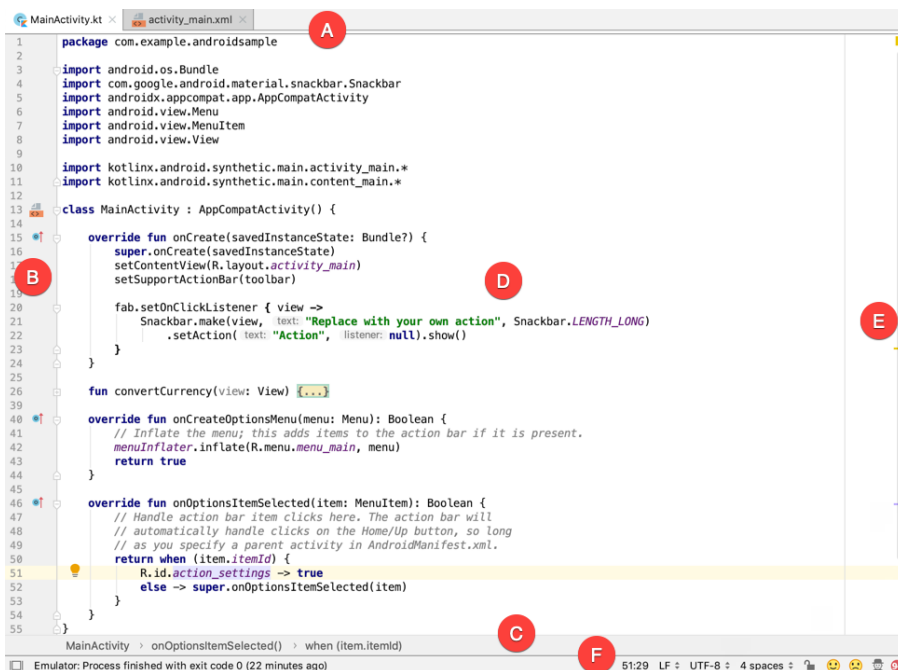 MainActivity.kt × activity_main.xml ×
A
1 package com.example.androidsample
2
3 import android.os.Bundle
4 import com.google.android.material.snackbar.Snackbar
5 import androidx.appcompat.app.AppCompatActivity
6 import android.view.Menu
7 import android.view.MenuItem
8 import android.view.View
9
10 import kotlinx.android.synthetic.main.activity_main.*
11 import kotlinx.android.synthetic.main.content_main.*
12
13 class MainActivity : AppCompatActivity() {
14
15 override fun onCreate(savedInstanceState: Bundle?) {
16 super.onCreate(savedInstanceState)
setContentView(R.layout.activity_main)
B
D
setSupportActionBar(toolbar)
19
20 fab.setOnClickListener { view ->
21 Snackbar.make(view, text: "Replace with your own action", Snackbar.LENGTH_LONG)
E
22 .setAction( text: "Action", listener: null).show()
23 }
24 }
25
26 fun convertCurrency(view: View) {...}
39
40 override fun onCreateOptionsMenu(menu: Menu): Boolean {
41 // Inflate the menu; this adds items to the action bar if it is present.
42 menuInflater.inflate(R.menu.menu_main, menu)
43 return true
44 }
45
46 override fun onOptionsItemSelected(item: MenuItem): Boolean {
47 // Handle action bar item clicks here. The action bar will
48 // automatically handle clicks on the Home/Up button, so long
49 // as you specify a parent activity in AndroidManifest.xml.
50 return when (item.itemId) {
51 R.id.action_settings -> true
52 else -> super.onOptionsItemSelected(item)
53 }
54 }
55 }
C
MainActivity › onOptionsItemSelected() › when (item.itemId)
F
Emulator: Process finished with exit code 0 (22 minutes ago) 51:29 LF UTF-8 4 spaces